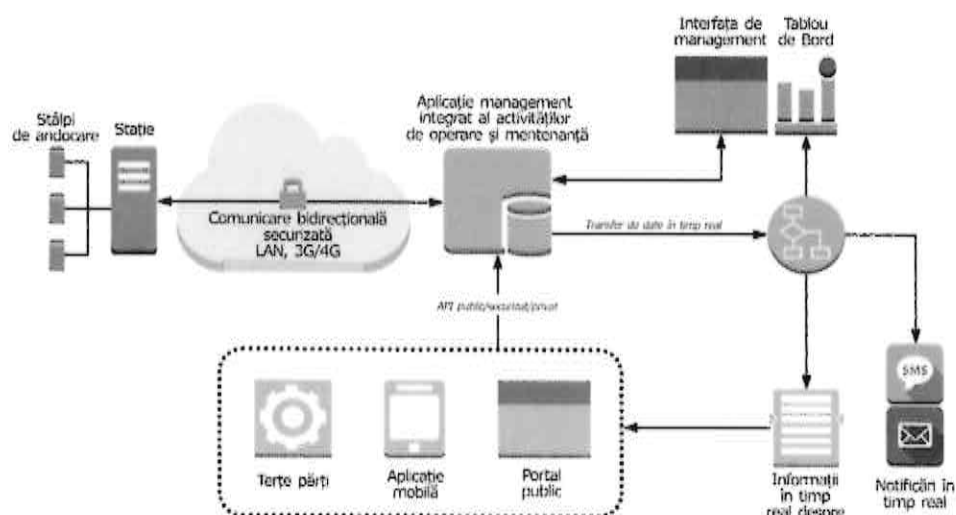 Interfața de
management
Tablou
de Bord
Aplicație management
integrat al activităților
de operare și mentenanță
Stâlpi
de andocare
Stație
Comunicare bidirecțională
securizată
LAN, 3G/4G
Transfer de date în timp real
API public/securizat/privat
SMS
Terțe părți
Aplicație
mobilă
Portal
public
Informații
în timp
real despre
Notificări în
timp real